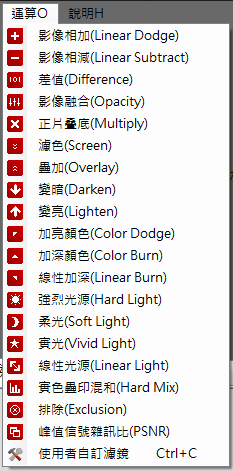 運算O 說明H
影像相加(Linear Dodge)
影像相減(Linear Subtract)
差值(Difference)
影像融合(Opacity)
正片叠底(Multiply)
濾色(Screen)
疊加(Overlay)
變暗(Darken)
變亮(Lighten)
加亮顏色(Color Dodge)
加深顏色(Color Burn)
線性加深(Linear Burn)
強烈光源(Hard Light)
柔光(Soft Light)
實光(Vivid Light)
線性光源(Linear Light)
實色疊印混和(Hard Mix)
排除(Exclusion)
峰值信號雜訊比(PSNR)
使用者自訂濾鏡 Ctrl+C